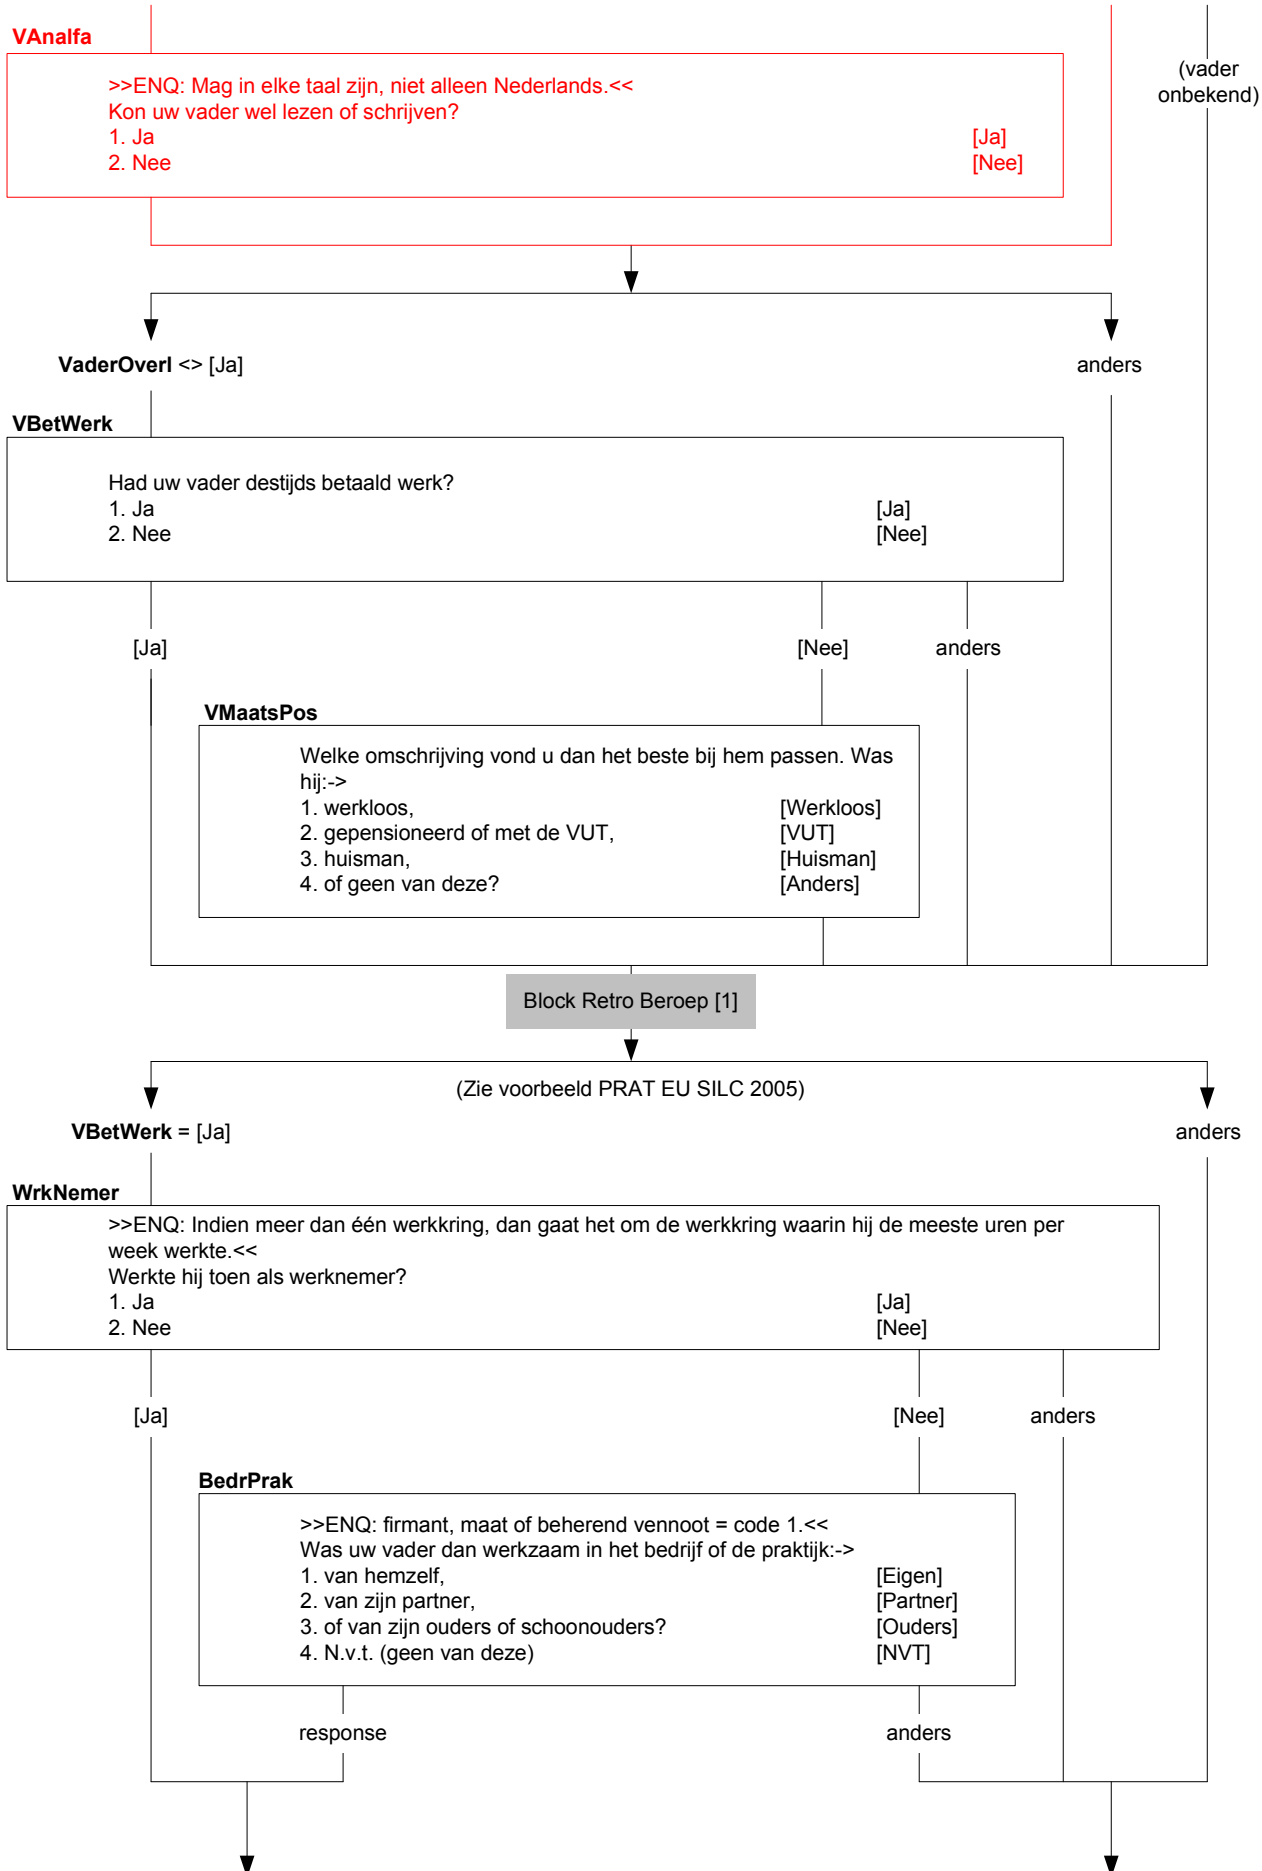 VAnalfa
(vader
onbekend)
>>ENQ: Mag in elke taal zijn, niet alleen Nederlands.<<
Kon uw vader wel lezen of schrijven?
1. Ja [Ja]
2. Nee [Nee]
VaderOverl <> [Ja] anders
VBetWerk
Had uw vader destijds betaald werk?
1. Ja [Ja]
2. Nee [Nee]
[Ja] [Nee] anders
VMaatsPos
Welke omschrijving vond u dan het beste bij hem passen. Was
hij:->
1. werkloos, [Werkloos]
2. gepensioneerd of met de VUT, [VUT]
3. huisman, [Huisman]
4. of geen van deze? [Anders]
Block Retro Beroep [1]
(Zie voorbeeld PRAT EU SILC 2005)
VBetWerk = [Ja] anders
WrkNemer
>>ENQ: Indien meer dan één werkkring, dan gaat het om de werkkring waarin hij de meeste uren per
week werkte.<<
Werkte hij toen als werknemer?
1. Ja [Ja]
2. Nee [Nee]
[Ja] [Nee] anders
BedrPrak
>>ENQ: firmant, maat of beherend vennoot = code 1.<<
Was uw vader dan werkzaam in het bedrijf of de praktijk:->
1. van hemzelf, [Eigen]
2. van zijn partner, [Partner]
3. of van zijn ouders of schoonouders? [Ouders]
4. N.v.t. (geen van deze) [NVT]
response anders